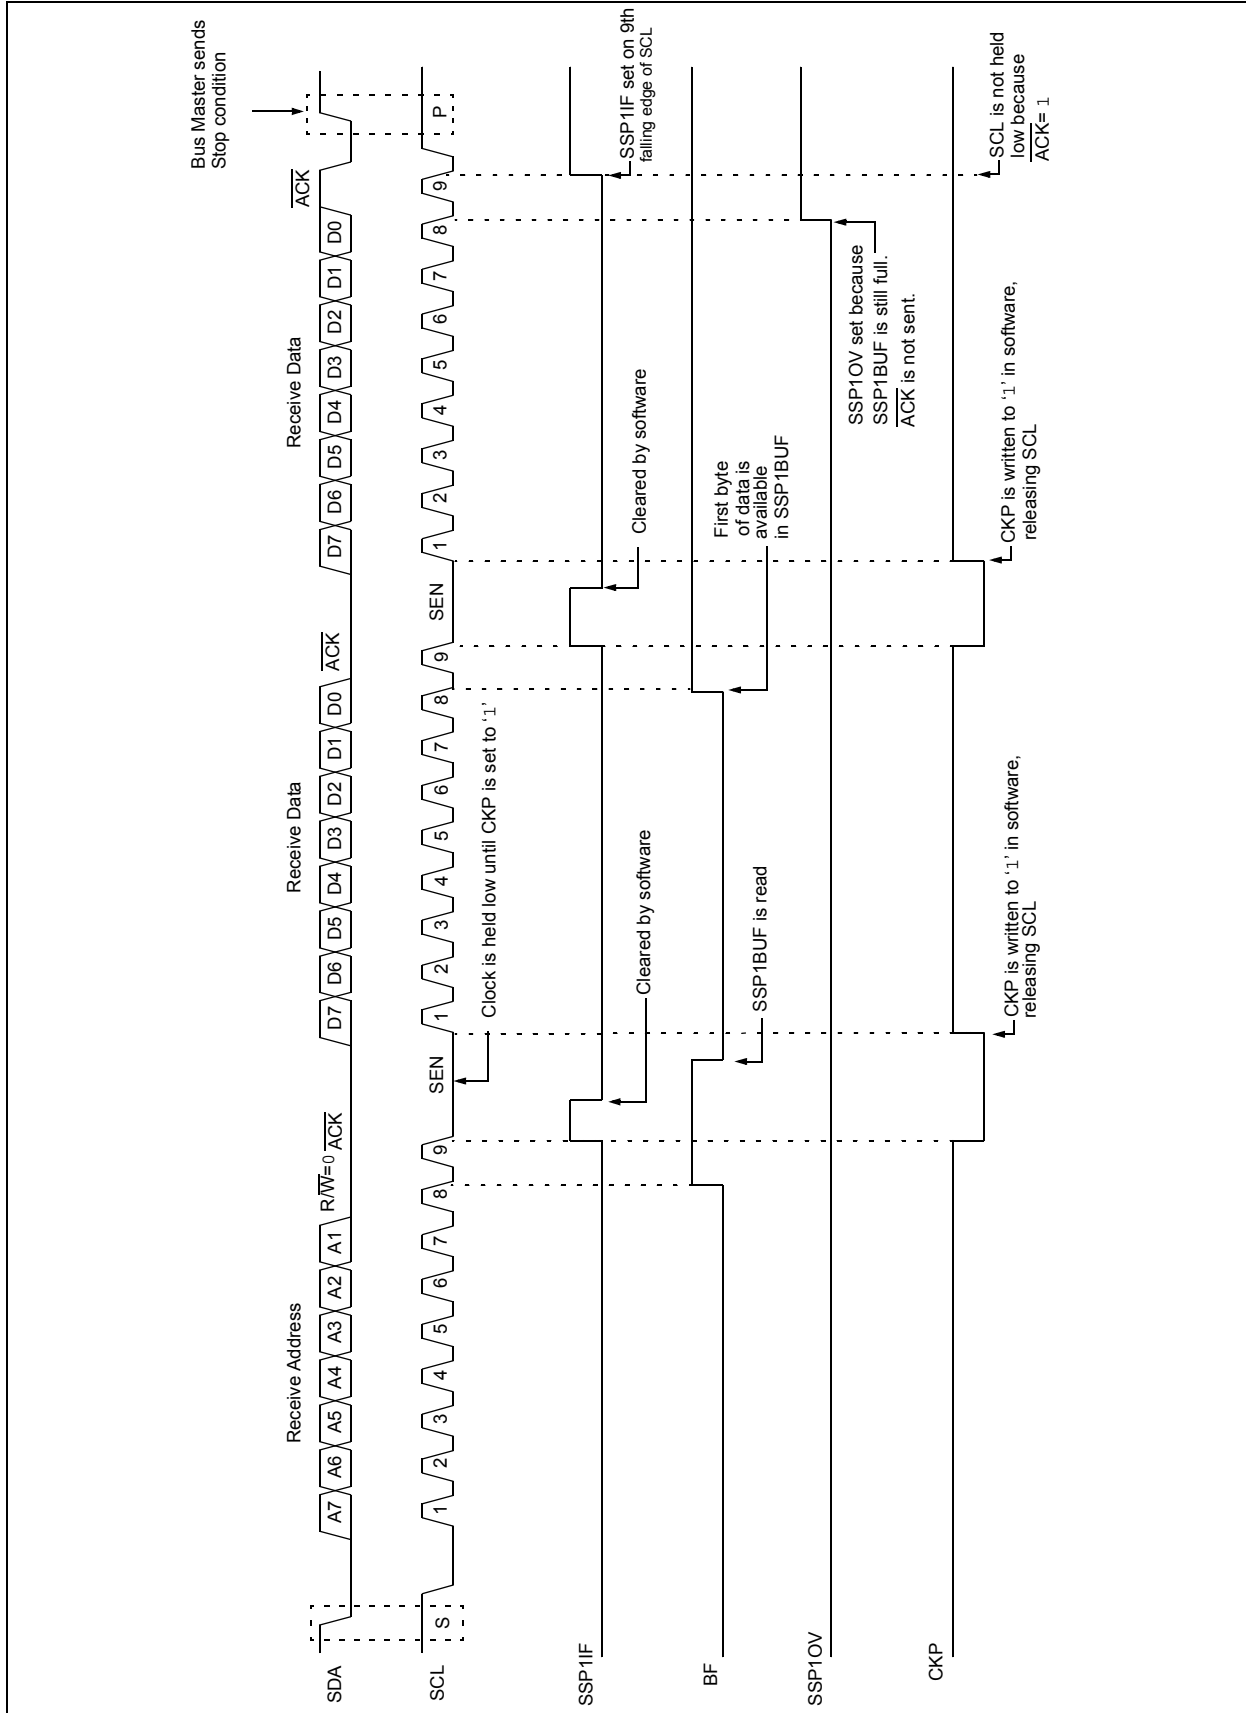 Bus Master sends
Stop condition
Receive Address
Receive Data
Receive Data
SDA
A7 A6 A5 A4 A3 A2 A1 R/W=0 ACK D7 D6 D5 D4 D3 D2 D1 D0 ACK D7 D6 D5 D4 D3 D2 D1 D0 ACK
SCL
S 1 2 3 4 5 6 7 8 9 SEN 1 2 3 4 5 6 7 8 9 SEN 1 2 3 4 5 6 7 8 9 P
Clock is held low until CKP is set to ‘1’
SSP1IF
Cleared by software
Cleared by software
SSP1IF set on 9th
falling edge of SCL
BF
SSP1BUF is read
First byte
of data is
available
in SSP1BUF
SSP1OV
SSP1OV set because
SSP1BUF is still full.
ACK is not sent.
CKP
CKP is written to ‘1’ in software,
releasing SCL
CKP is written to ‘1’ in software,
releasing SCL
SCL is not held
low because
ACK= 1